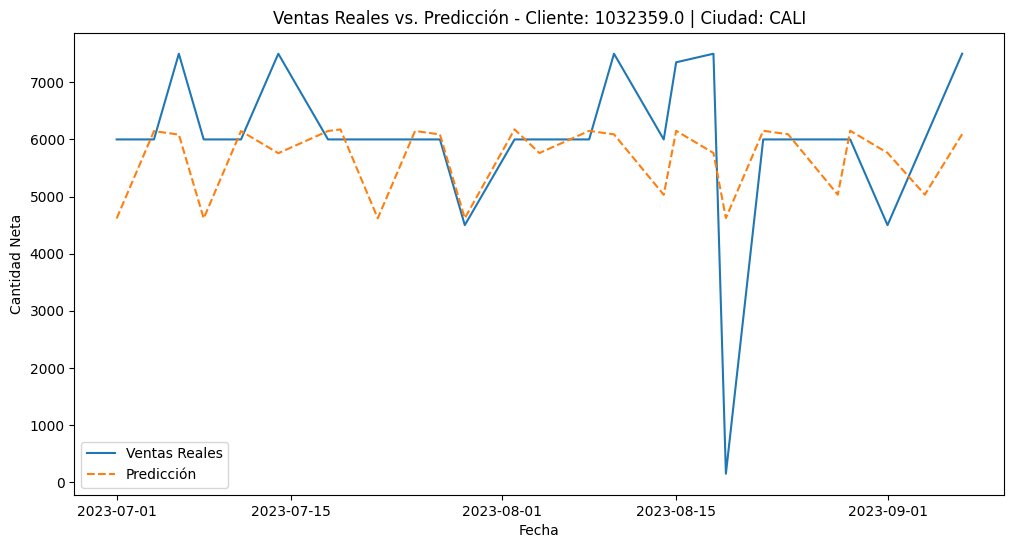 Ventas Reales vs. Predicción - Cliente: 1032359.0 | Ciudad: CALI
Cantidad Neta
7000
6000
5000
4000
3000
2000
1000
0
Ventas Reales
Predicción
2023-07-01 2023-07-15 2023-08-01 2023-08-15 2023-09-01
Fecha